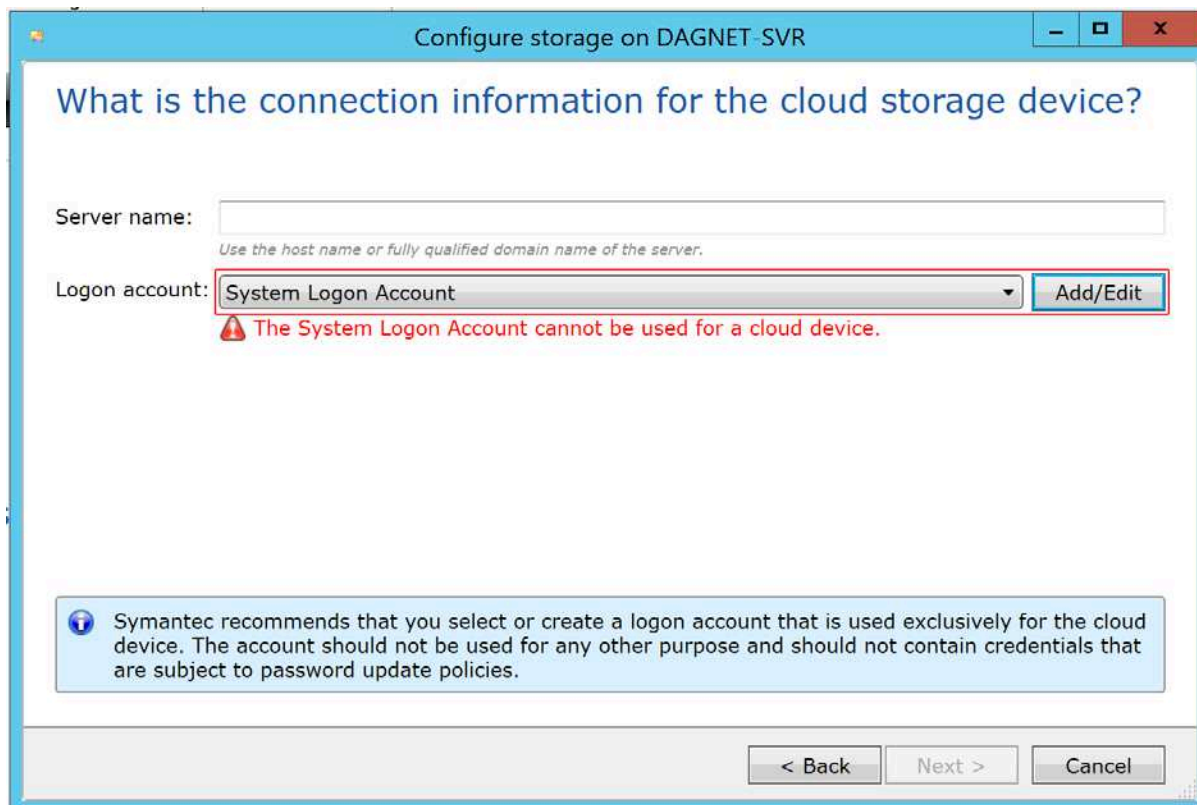 Configure storage on DAGNET-SVR
What is the connection information for the cloud storage device?
Server name:
Use the host name or fully qualified domain name of the server.
Logon account: System Logon Account Add/Edit
The System Logon Account cannot be used for a cloud device.
Symantec recommends that you select or create a logon account that is used exclusively for the cloud
device. The account should not be used for any other purpose and should not contain credentials that
are subject to password update policies.
< Back Next > Cancel